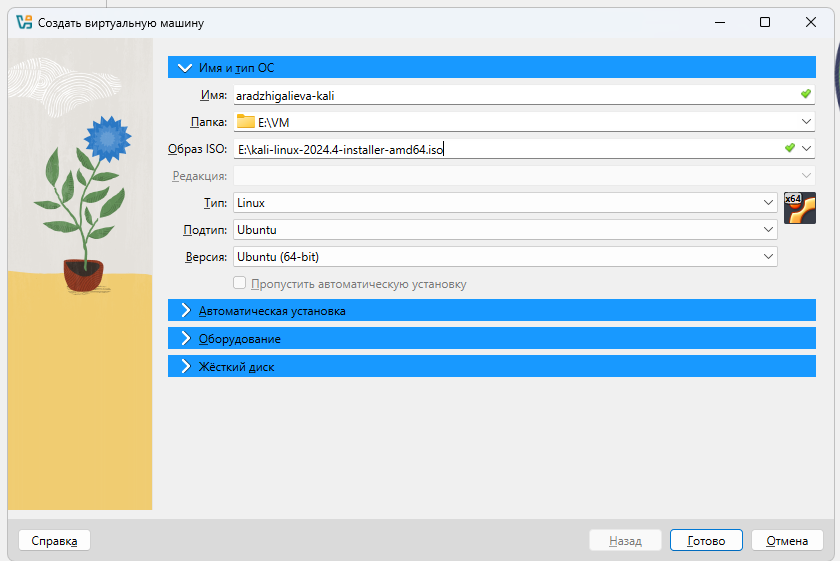 Создать виртуальную машину
Имя и тип ОС
Имя: aradzhigalieva-kali
Папка: E:\VM
Образ ISO: E:\kali-linux-2024.4-installer-amd64.iso
Редакция:
Тип: Linux
x64
Подтип: Ubuntu
Версия: Ubuntu (64-bit)
Пропустить автоматическую установку
Автоматическая установка
Оборудование
Жёсткий диск
Справка Назад Готово Отмена